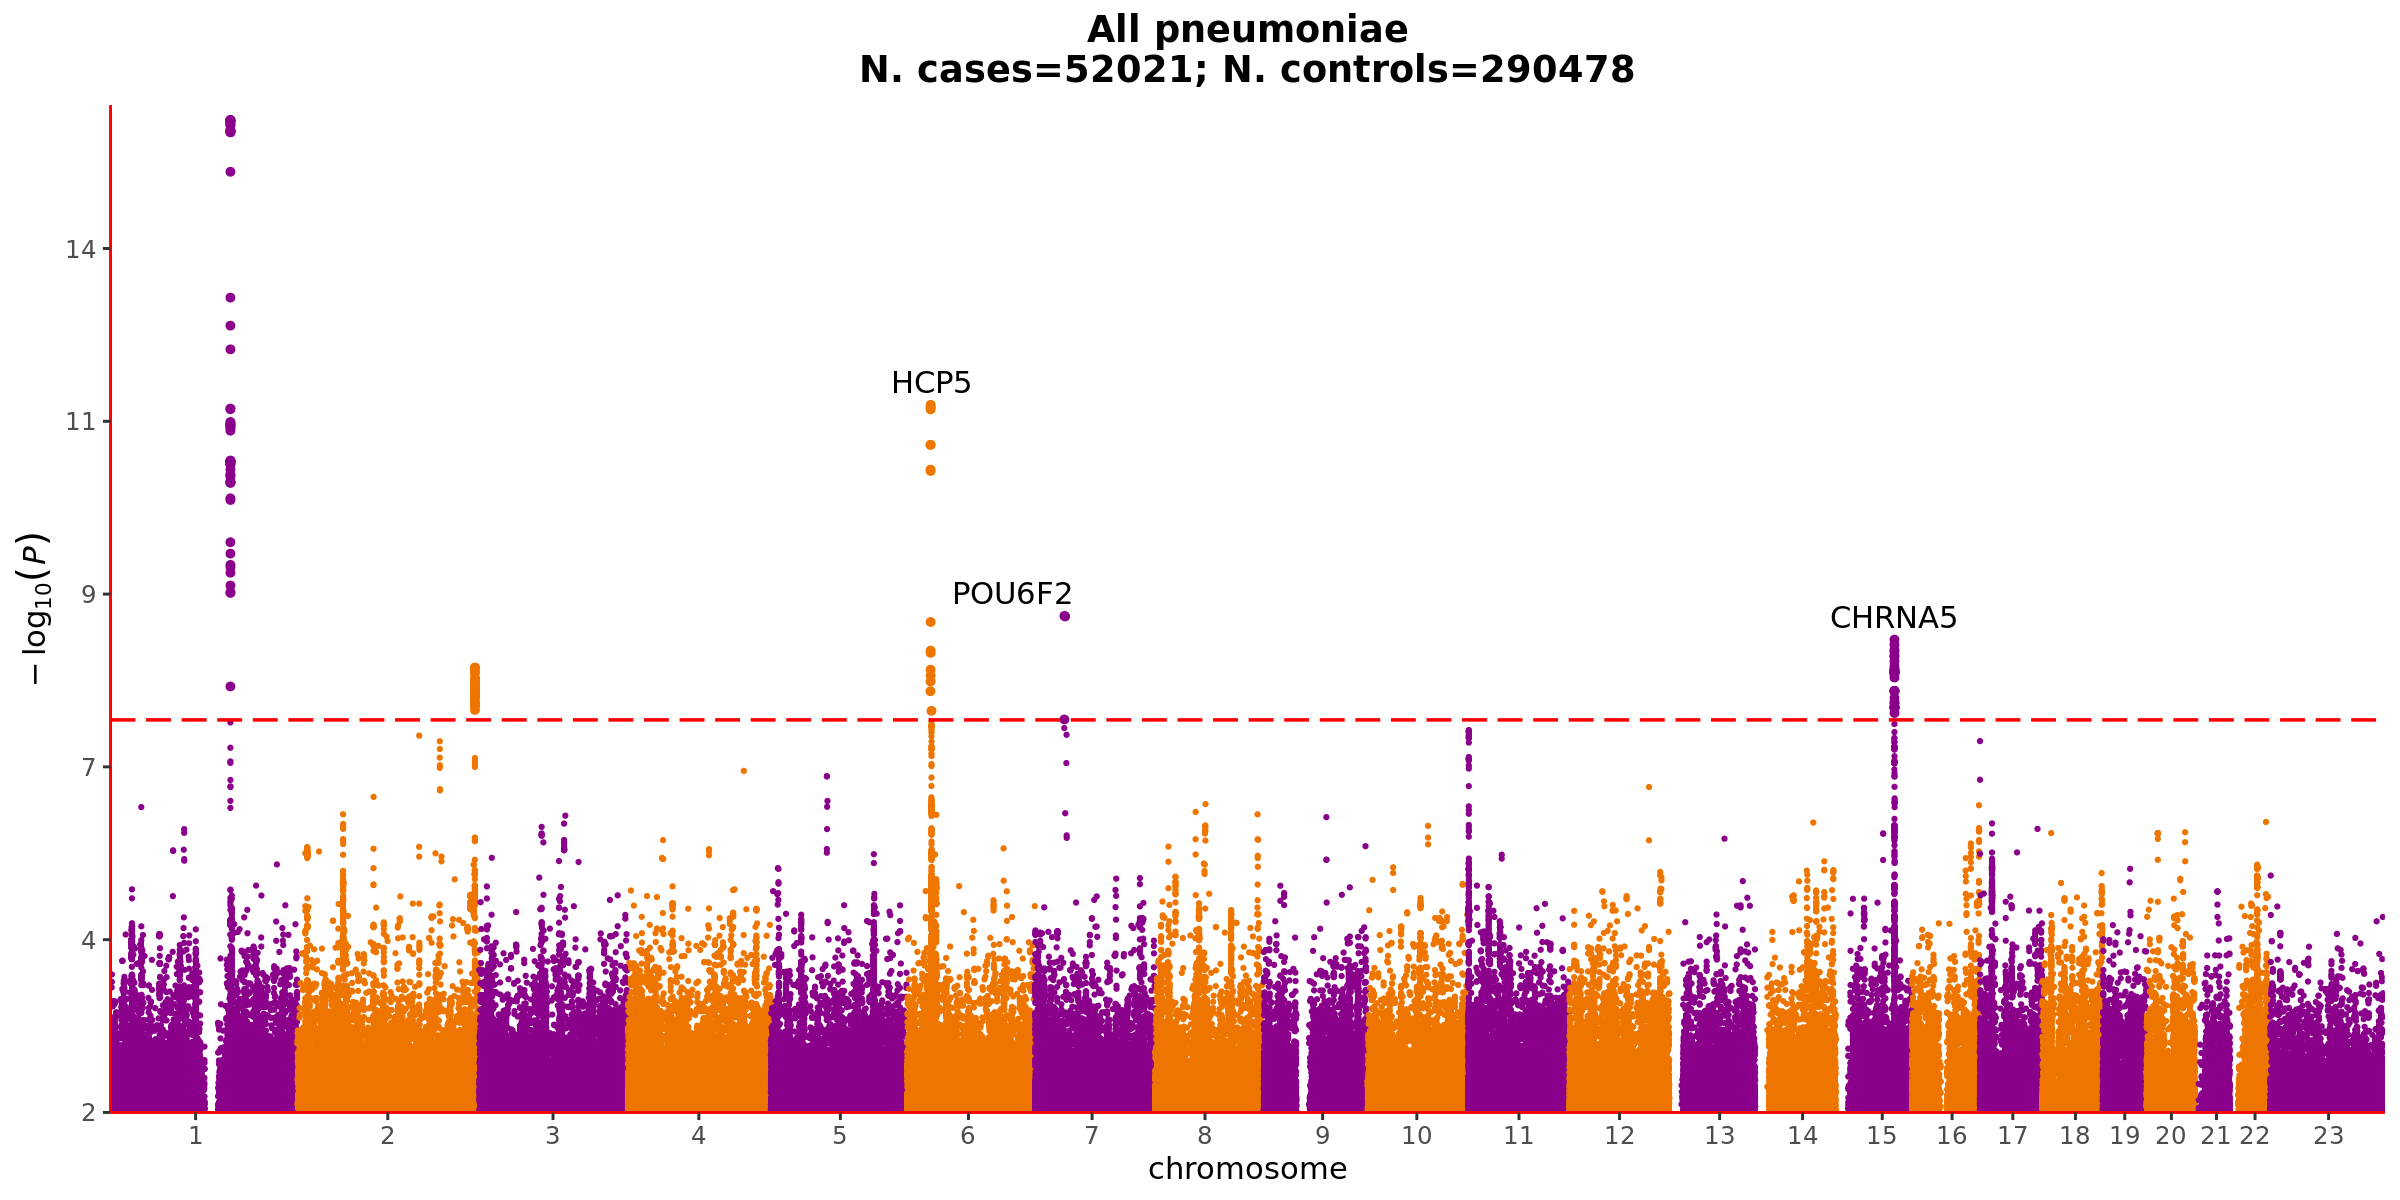 All pneumoniae
N. cases=52021; N. controls=290478
14
HCP5
11
POU6F2
9
CHRNA5
7
4
2
−log10(P)
1 2 3 4 5 6 7 8 9 10 11 12 13 14 15 16 17 18 19 20 21 22 23
chromosome